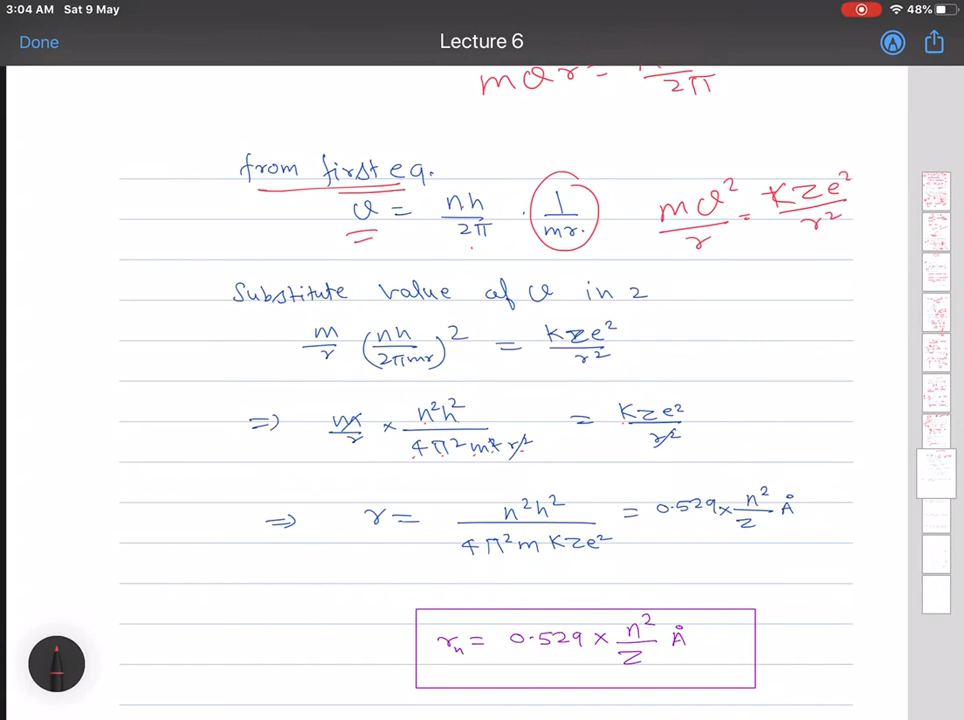 3:04 AM Sat 9 May 48%
Done Lecture 6
mvr = 2π
from first eq.
v = nh/2π · 1/mr. mv²/r = KZe²/r²
Substitute value of v in 2
m/r (nh/2πmr)² = KZe²/r²
=> m/r × n²h²/4π²m²r² = KZe²/r²
=> r = n²h²/4π²mKZe² = 0.529 × n²/Z Å
rₙ = 0.529 × n²/Z Å